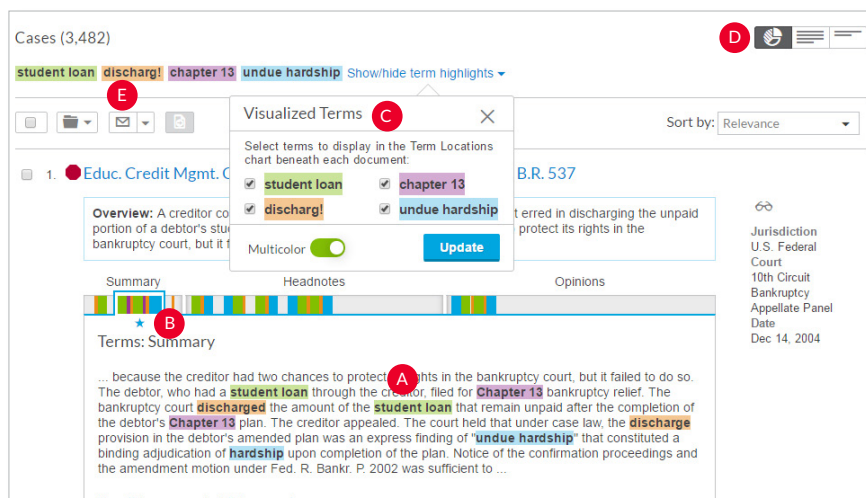 Cases (3,482)
D
student loan discharg! chapter 13 undue hardship Show/hide term highlights
E
Visualized Terms C
Sort by: Relevance
Select terms to display in the Term Locations
chart beneath each document:
student loan chapter 13
discharg! undue hardship
Multicolor Update
1. Educ. Credit Mgmt. B.R. 537
Overview: A creditor erred in discharging the unpaid
portion of a debtor's protect its rights in the
bankruptcy court, but it
Jurisdiction
U.S. Federal
Court
10th Circuit
Bankruptcy
Appellate Panel
Date
Dec 14, 2004
Summary Headnotes Opinions
B
Terms: Summary
A
... because the creditor had two chances to protect in the bankruptcy court, but it failed to do so.
The debtor, who had a student loan through the creditor, filed for Chapter 13 bankruptcy relief. The
bankruptcy court discharged the amount of the student loan that remain unpaid after the completion of
the debtor's Chapter 13 plan. The creditor appealed. The court held that under case law, the discharge
provision in the debtor's amended plan was an express finding of "undue hardship" that constituted a
binding adjudication of hardship upon completion of the plan. Notice of the confirmation proceedings and
the amendment motion under Fed. R. Bankr. P. 2002 was sufficient to ...